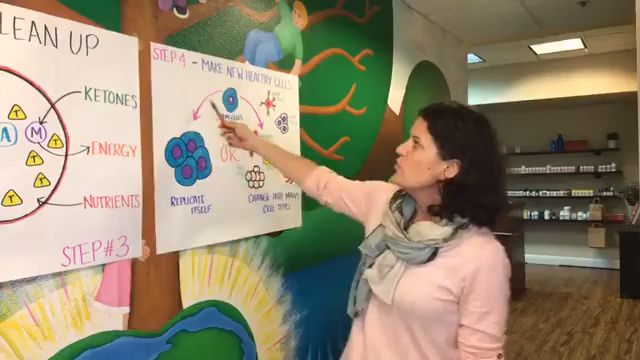 CLEAN UP
A
M
T
T
T
T
T
KETONES
ENERGY
NUTRIENTS
STEP#3
STEP 4 - MAKE NEW HEALTHY CELLS
OR
REPLICATE
ITSELF
CHANGE INTO MANY
CELL TYPES